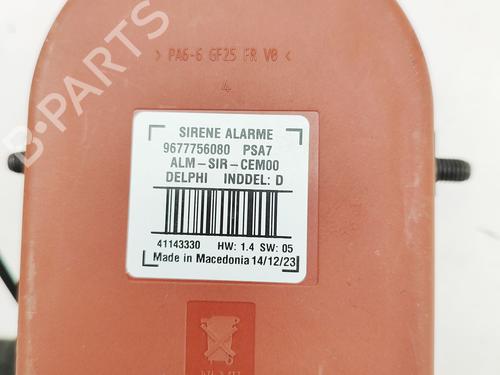 > PA6-6 GF25 FR V0 <
4
SIRENE ALARME
9677756080 PSA7
ALM-SIR-CEM00
DELPHI INDDEL: D
41143330 HW: 1.4 SW: 05
Made in Macedonia 14/12/23